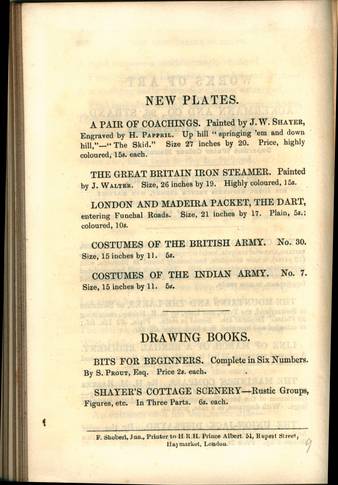 NEW PLATES.
A PAIR OF COACHINGS. Painted by J. W. SHAYER,
Engraved by H. PAPPRIL. Up hill "springing 'em and down
hill,"—"The Skid." Size 27 inches by 20. Price, highly
coloured, 15s. each.
THE GREAT BRITAIN IRON STEAMER. Painted
by J. WALTER. Size, 26 inches by 19. Highly coloured, 15s.
LONDON AND MADEIRA PACKET, THE DART,
entering Funchal Roads. Size, 21 inches by 17. Plain, 5s.;
coloured, 10s.
COSTUMES OF THE BRITISH ARMY. No. 30.
Size, 15 inches by 11. 5s.
COSTUMES OF THE INDIAN ARMY. No. 7.
Size, 15 inches by 11. 5s.
DRAWING BOOKS.
BITS FOR BEGINNERS. Complete in Six Numbers.
By S. PROUT, Esq. Price 2s. each.
SHAYER'S COTTAGE SCENERY—Rustic Groups,
Figures, etc. In Three Parts. 6s. each.
F. Shoberl, Jun., Printer to H R.H. Prince Albert. 51, Rupert Street,
Haymarket, London.
9